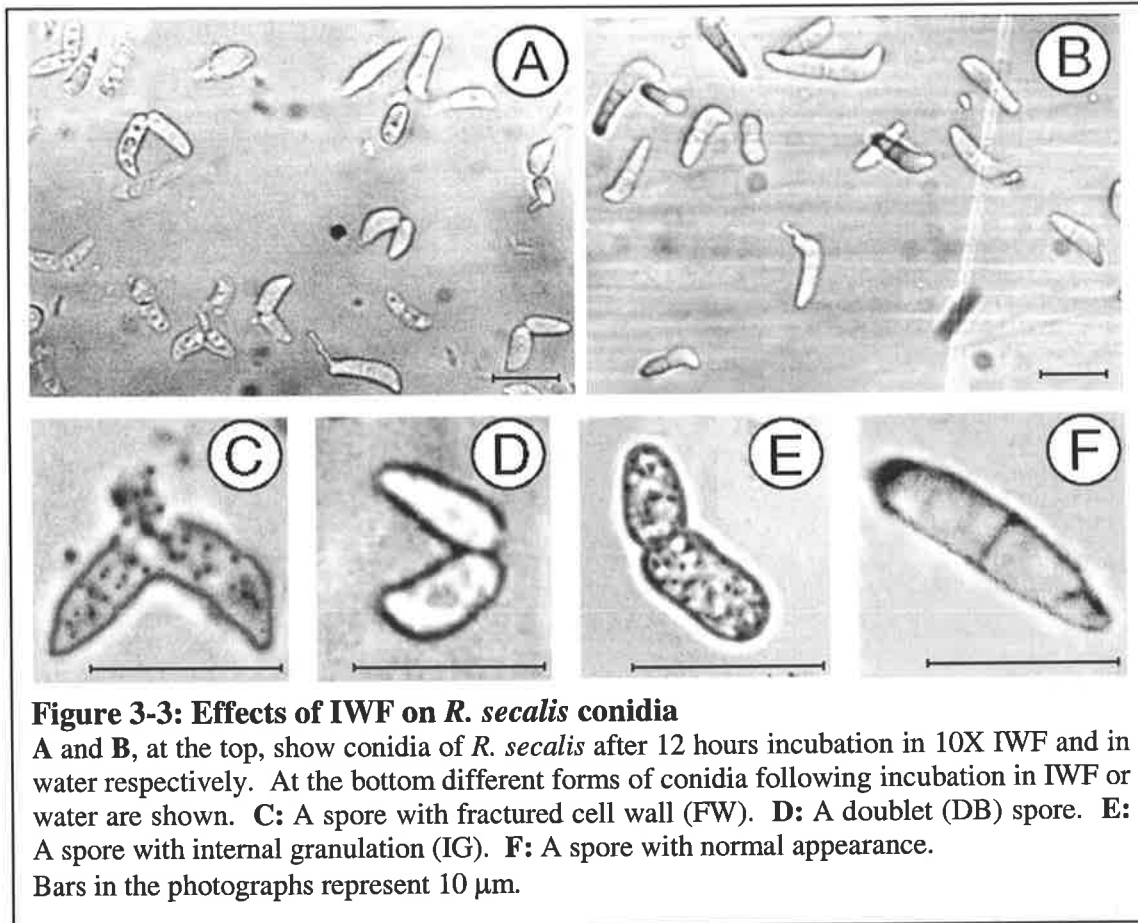 A
B
C
D
E
F
Figure 3-3: Effects of IWF on R. secalis conidia
A and B, at the top, show conidia of R. secalis after 12 hours incubation in 10X IWF and in
water respectively. At the bottom different forms of conidia following incubation in IWF or
water are shown. C: A spore with fractured cell wall (FW). D: A doublet (DB) spore. E:
A spore with internal granulation (IG). F: A spore with normal appearance.
Bars in the photographs represent 10 μm.